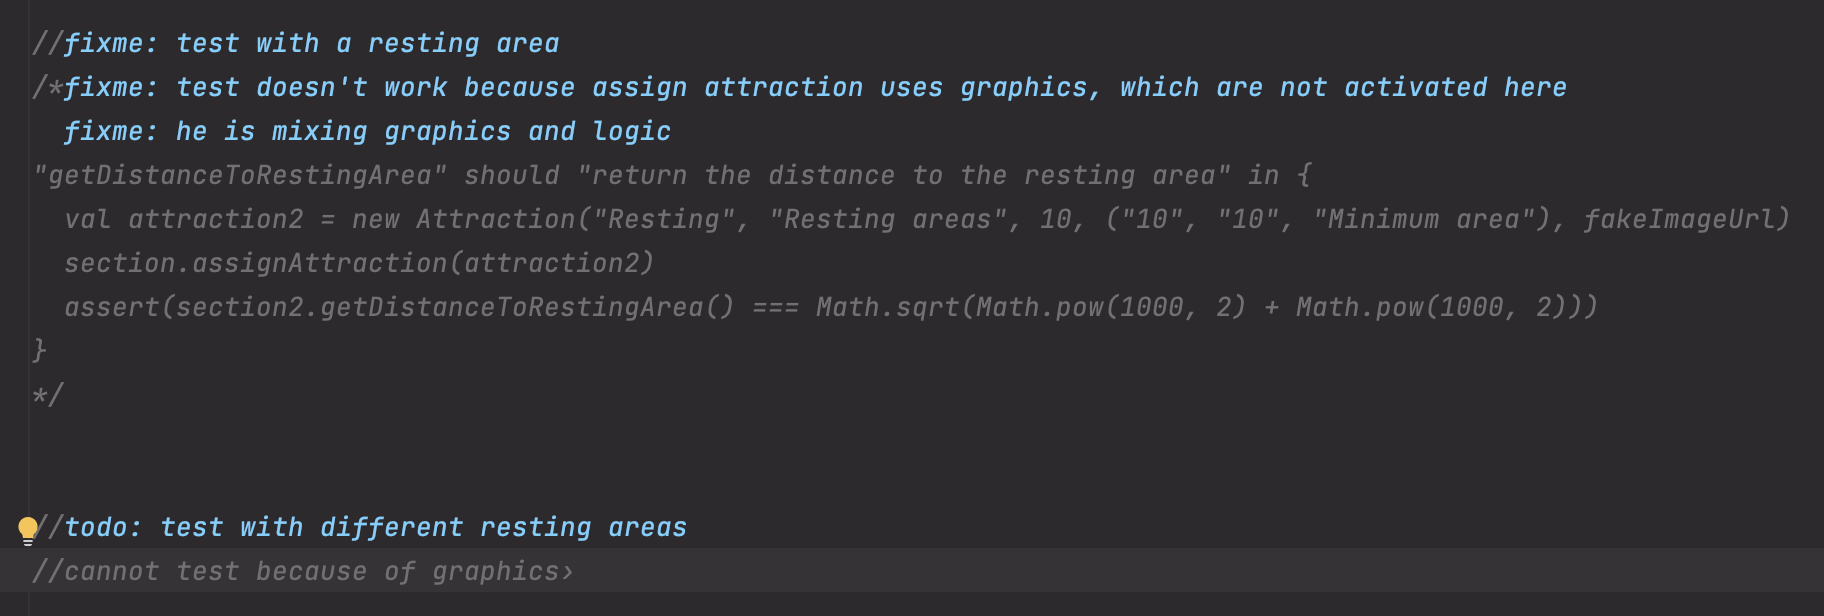 //fixme: test with a resting area
/*fixme: test doesn't work because assign attraction uses graphics, which are not activated here
  fixme: he is mixing graphics and logic
"getDistanceToRestingArea" should "return the distance to the resting area" in {
  val attraction2 = new Attraction("Resting", "Resting areas", 10, ("10", "10", "Minimum area"), fakeImageUrl)
  section.assignAttraction(attraction2)
  assert(section2.getDistanceToRestingArea() === Math.sqrt(Math.pow(1000, 2) + Math.pow(1000, 2)))
}
*/
//todo: test with different resting areas
//cannot test because of graphics›